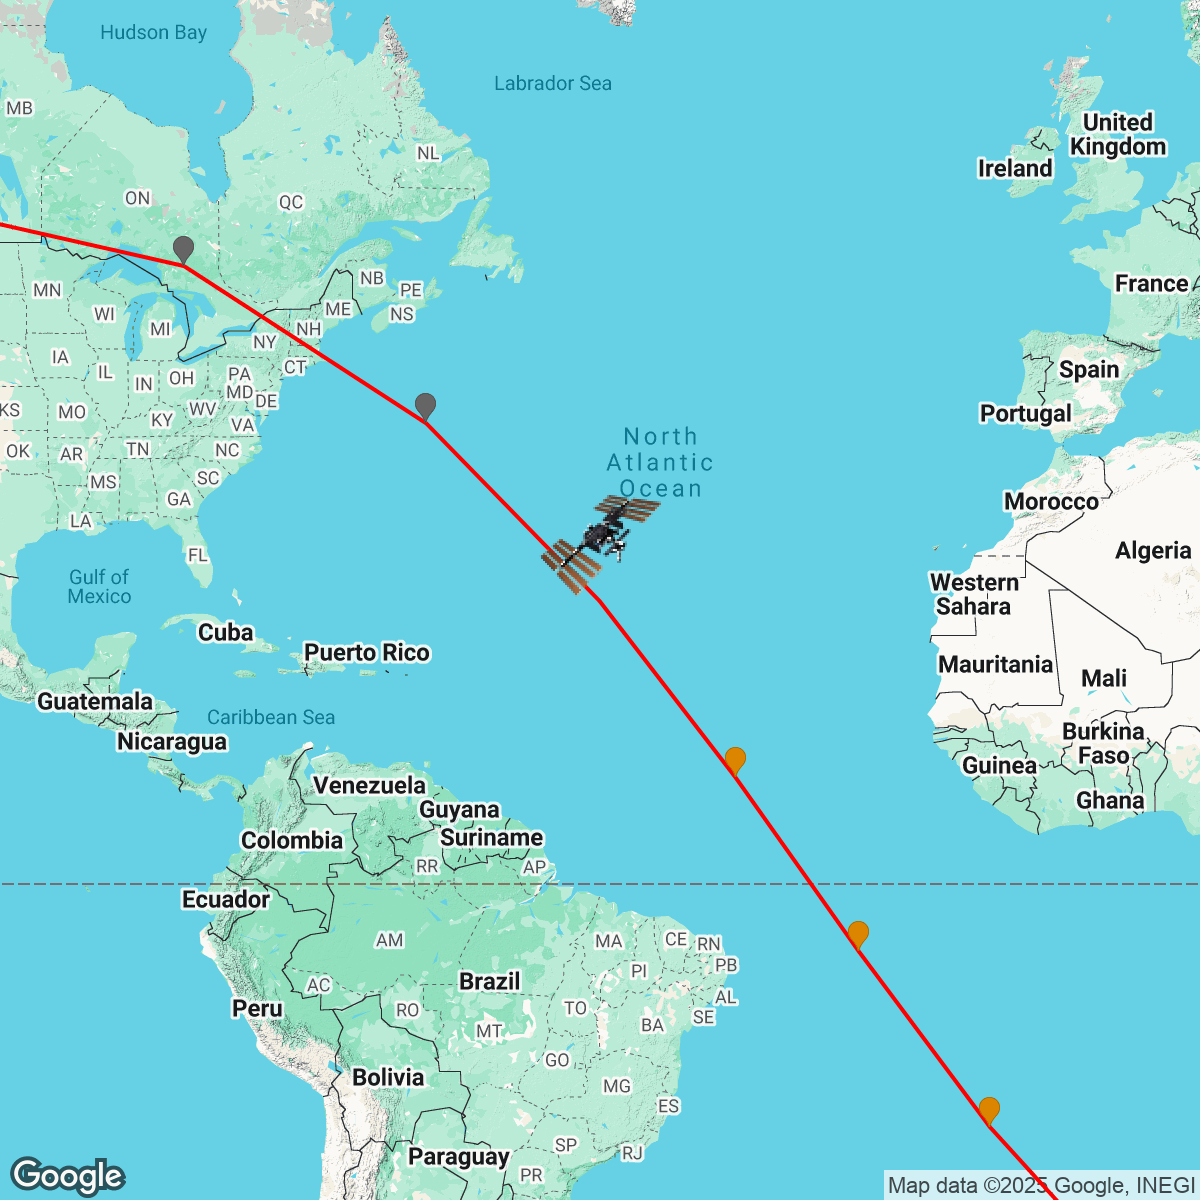 Hudson Bay
Labrador Sea
MB
United
Kingdom
Ireland
NL
ON
QC
NB
PE
ME
NS
MN
WI
MI
NH
NY
France
IA
IL
IN
OH
PA
CT
MD
DE
Spain
Portugal
KS
MO
KY
WV
VA
OK
AR
TN
NC
MS
SC
GA
LA
FL
North
Atlantic
Ocean
Morocco
Algeria
Gulf of
Mexico
Western
Sahara
Cuba
Puerto Rico
Mauritania
Mali
Guatemala
Caribbean Sea
Nicaragua
Burkina
Faso
Guinea
Ghana
Venezuela
Guyana
Suriname
Colombia
RR
AP
Ecuador
AM
MA
CE
RN
PB
PI
AC
Brazil
AL
TO
SE
Peru
RO
MT
BA
GO
Bolivia
MG
ES
SP
RJ
Paraguay
PR
Google
Map data ©2025 Google, INEGI